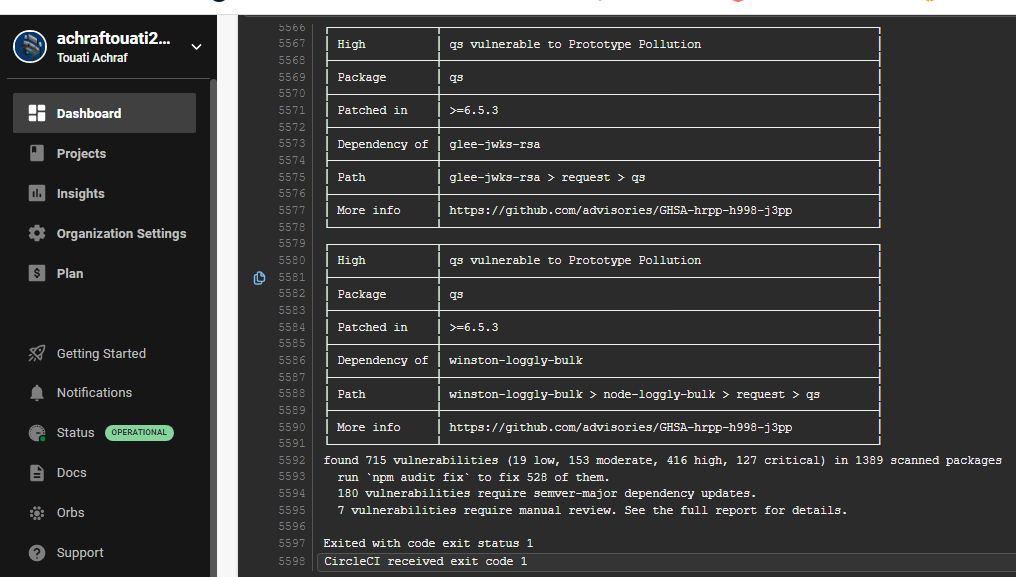 achraftouati2...
Touati Achraf
Dashboard
Projects
Insights
Organization Settings
$ Plan
Getting Started
Notifications
Status OPERATIONAL
Docs
Orbs
? Support
5566
5567 High qs vulnerable to Prototype Pollution
5568
5569 Package qs
5570
5571 Patched in >=6.5.3
5572
5573 Dependency of glee-jwks-rsa
5574
5575 Path glee-jwks-rsa > request > qs
5576
5577 More info https://github.com/advisories/GHSA-hrpp-h998-j3pp
5578
5579
5580 High qs vulnerable to Prototype Pollution
5581
5582 Package qs
5583
5584 Patched in >=6.5.3
5585
5586 Dependency of winston-loggly-bulk
5587
5588 Path winston-loggly-bulk > node-loggly-bulk > request > qs
5589
5590 More info https://github.com/advisories/GHSA-hrpp-h998-j3pp
5591
5592 found 715 vulnerabilities (19 low, 153 moderate, 416 high, 127 critical) in 1389 scanned packages
5593 run `npm audit fix` to fix 528 of them.
5594 180 vulnerabilities require semver-major dependency updates.
5595 7 vulnerabilities require manual review. See the full report for details.
5596
5597 Exited with code exit status 1
5598 CircleCI received exit code 1